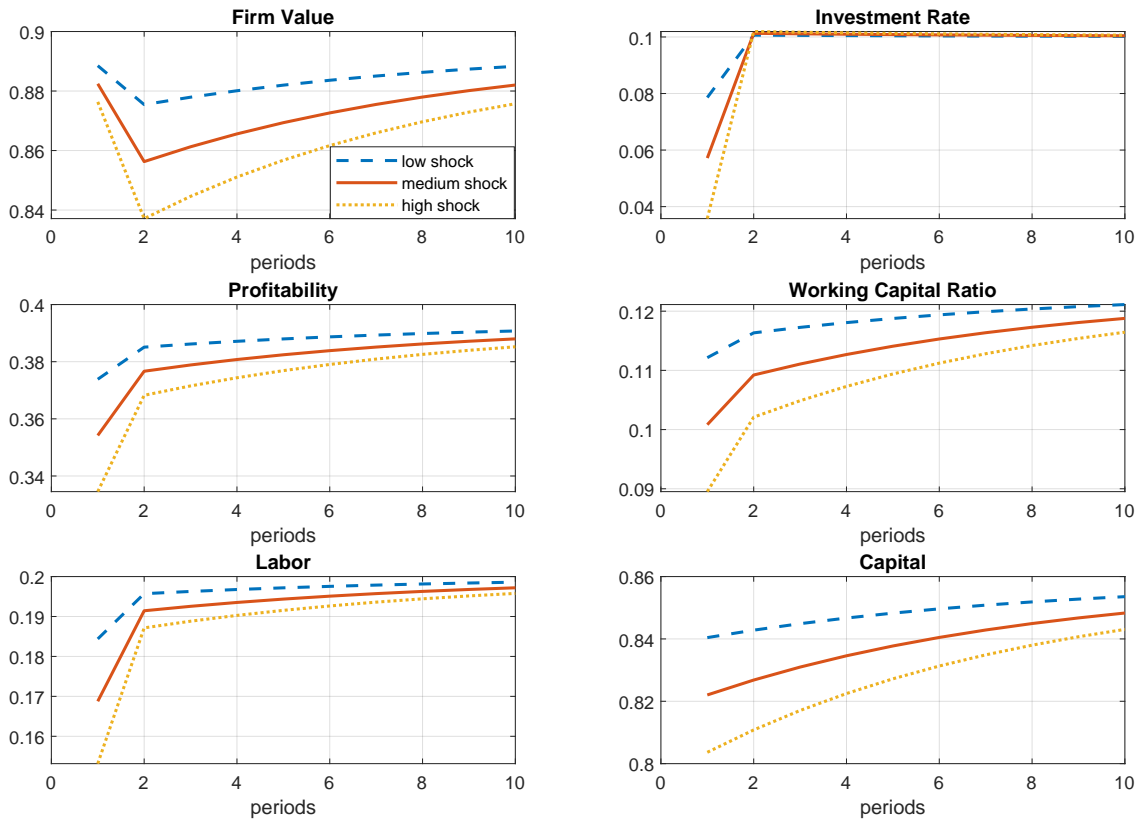 Firm Value
0.9
0.88
0.86
0.84
0 2 4 6 8 10
periods
low shock
medium shock
high shock
Investment Rate
0.1
0.08
0.06
0.04
0 2 4 6 8 10
periods
Profitability
0.4
0.38
0.36
0.34
0 2 4 6 8 10
periods
Working Capital Ratio
0.12
0.11
0.1
0.09
0 2 4 6 8 10
periods
Labor
0.2
0.19
0.18
0.17
0.16
0 2 4 6 8 10
periods
Capital
0.86
0.84
0.82
0.8
0 2 4 6 8 10
periods